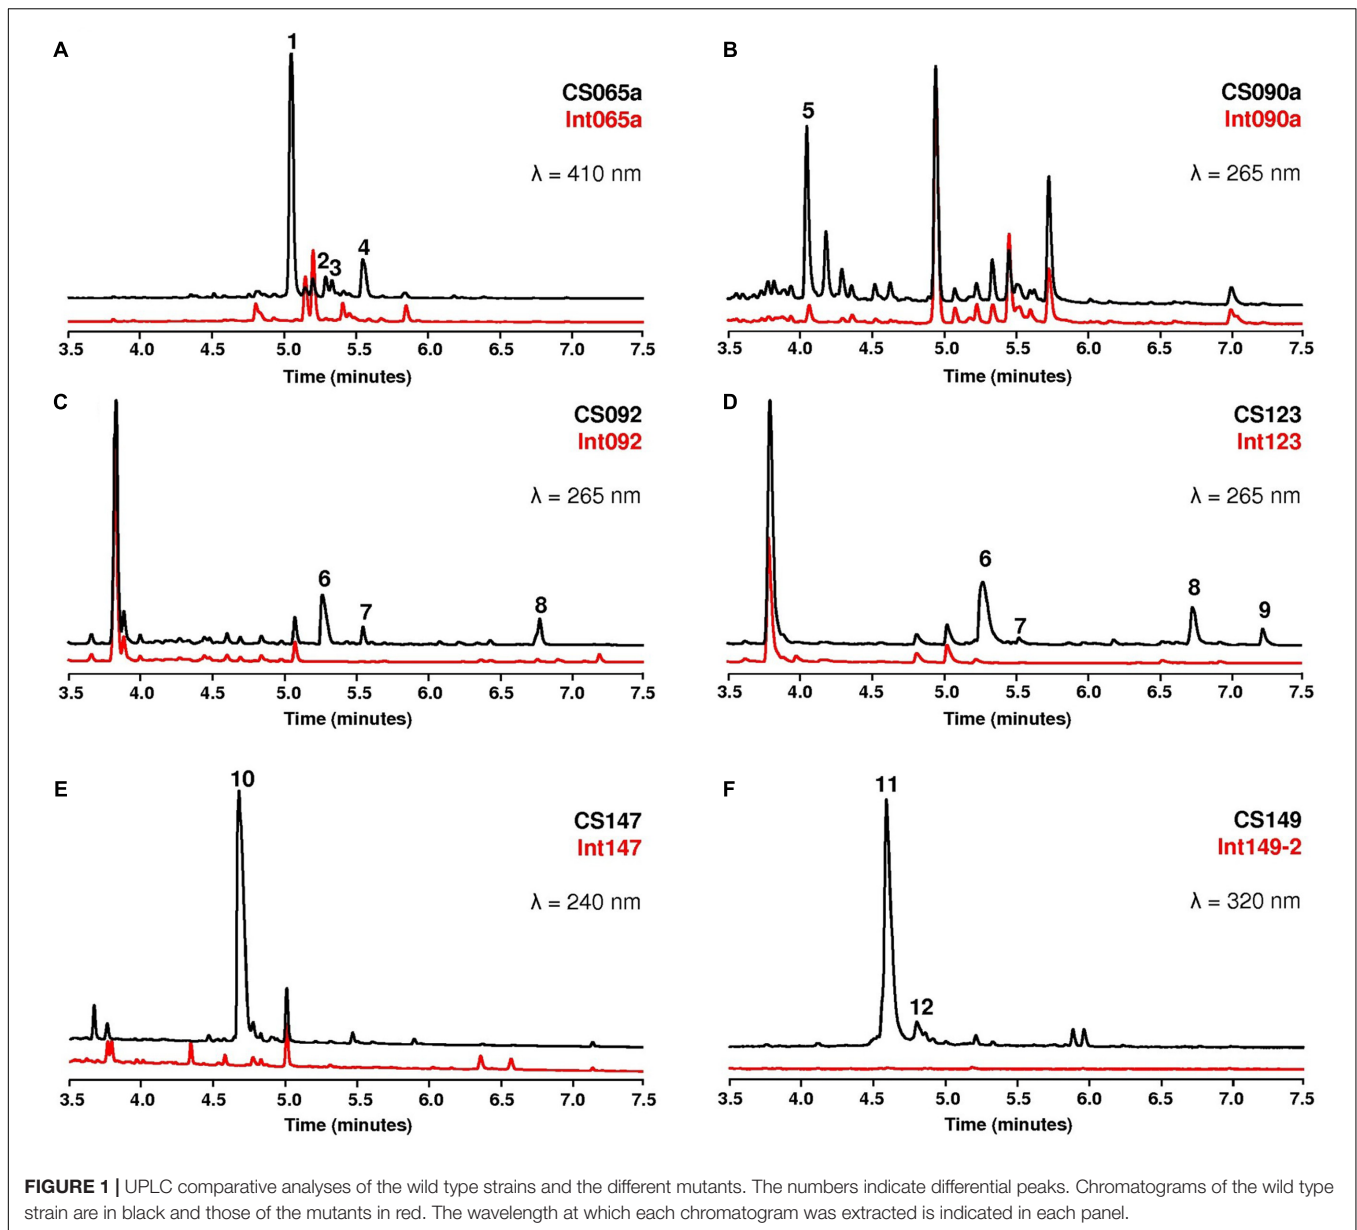 A
1
CS065a
Int065a
λ = 410 nm
2 3 4
3.5 4.0 4.5 5.0 5.5 6.0 6.5 7.0 7.5
Time (minutes)
B
5
CS090a
Int090a
λ = 265 nm
3.5 4.0 4.5 5.0 5.5 6.0 6.5 7.0 7.5
Time (minutes)
C
CS092
Int092
λ = 265 nm
6 7 8
3.5 4.0 4.5 5.0 5.5 6.0 6.5 7.0 7.5
Time (minutes)
D
CS123
Int123
λ = 265 nm
6 7 8 9
3.5 4.0 4.5 5.0 5.5 6.0 6.5 7.0 7.5
Time (minutes)
E
10
CS147
Int147
λ = 240 nm
3.5 4.0 4.5 5.0 5.5 6.0 6.5 7.0 7.5
Time (minutes)
F
11
CS149
Int149-2
λ = 320 nm
12
3.5 4.0 4.5 5.0 5.5 6.0 6.5 7.0 7.5
Time (minutes)
FIGURE 1 | UPLC comparative analyses of the wild type strains and the different mutants. The numbers indicate differential peaks. Chromatograms of the wild type
strain are in black and those of the mutants in red. The wavelength at which each chromatogram was extracted is indicated in each panel.